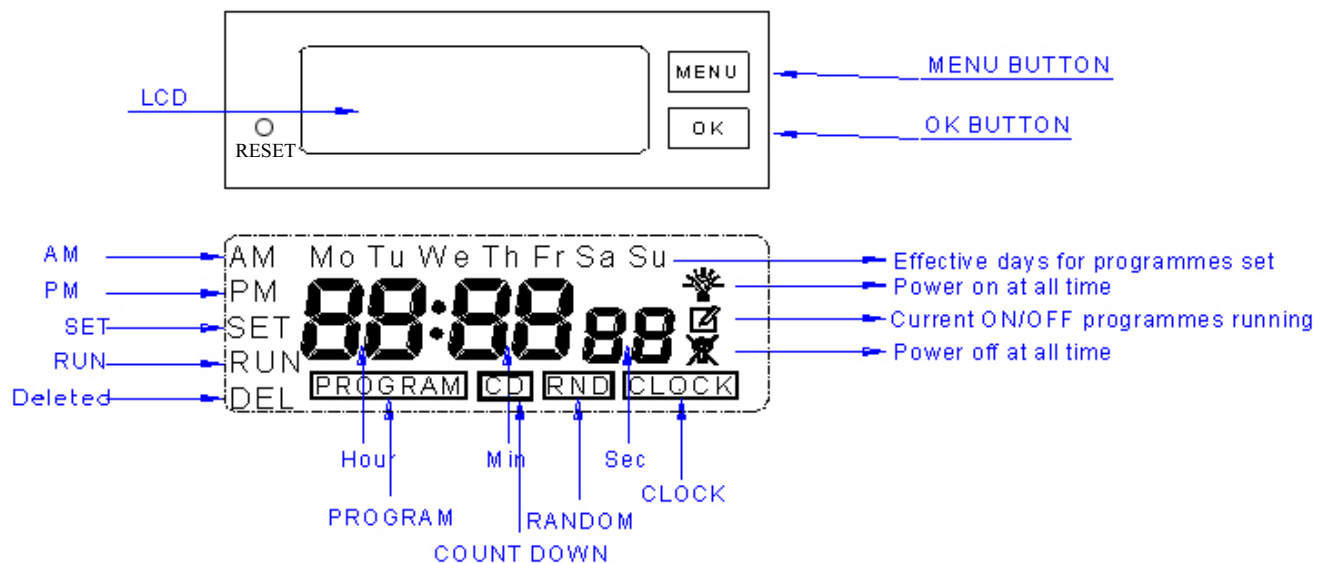 MENU
MENU BUTTON
LCD
OK
OK BUTTON
RESET
AM
AM Mo Tu We Th Fr Sa Su
Effective days for programmes set
PM
PM
88:88 88
Power on at all time
SET
SET
Current ON/OFF programmes running
RUN
RUN
Power off at all time
Deleted
DEL
PROGRAM CD RND CLOCK
Hour Min Sec
CLOCK
PROGRAM
RANDOM
COUNT DOWN